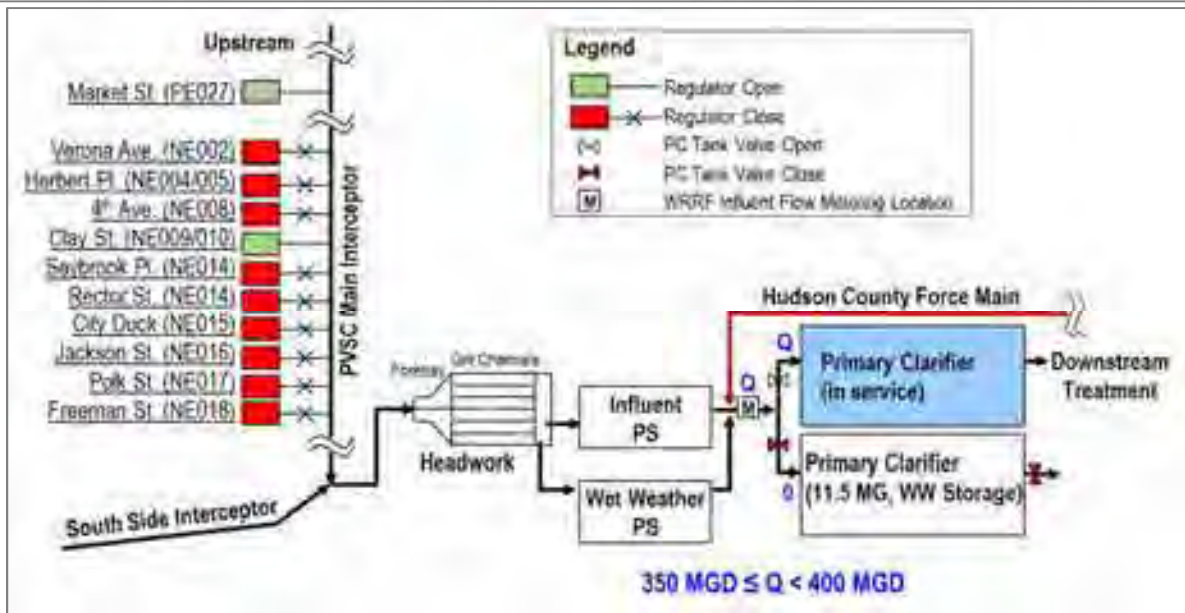 Upstream
Market St. (PE027)
Verona Ave. (NE002)
Herbert Pl. (NE004/005)
4th Ave. (NE008)
Clay St. (NE009/010)
Saybrook Pl. (NE014)
Rector St. (NE014)
City Duck (NE015)
Jackson St. (NE016)
Polk St. (NE017)
Freeman St. (NE018)
PVSC Main Interceptor
South Side Interceptor
Legend
Regulator Open
Regulator Close
PC Tank Valve Open
PC Tank Valve Close
M
WRRF Influent Flow Metering Location
Forebay
Grit Channels
Headwork
Influent
PS
Wet Weather
PS
Hudson County Force Main
Q
M
Q
Primary Clarifier
(in service)
Downstream
Treatment
0
Primary Clarifier
(11.5 MG, WW Storage)
350 MGD ≤ Q < 400 MGD